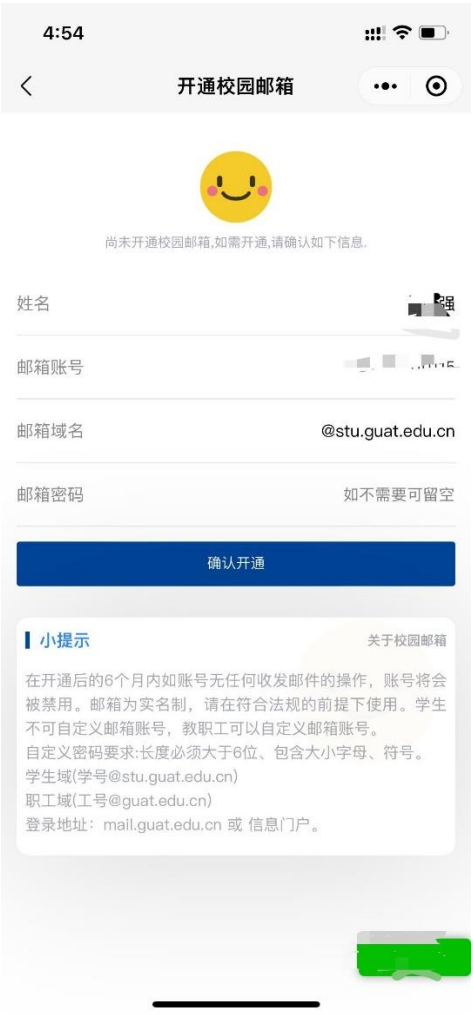 4:54
开通校园邮箱
尚未开通校园邮箱,如需开通,请确认如下信息.
姓名 强
邮箱账号
邮箱域名 @stu.guat.edu.cn
邮箱密码 如不需要可留空
确认开通
小提示 关于校园邮箱
在开通后的6个月内如账号无任何收发邮件的操作，账号将会
被禁用。邮箱为实名制，请在符合法规的前提下使用。学生
不可自定义邮箱账号，教职工可以自定义邮箱账号。
自定义密码要求:长度必须大于6位、包含大小字母、符号。
学生域(学号@stu.guat.edu.cn)
职工域(工号@guat.edu.cn)
登录地址：mail.guat.edu.cn 或 信息门户。